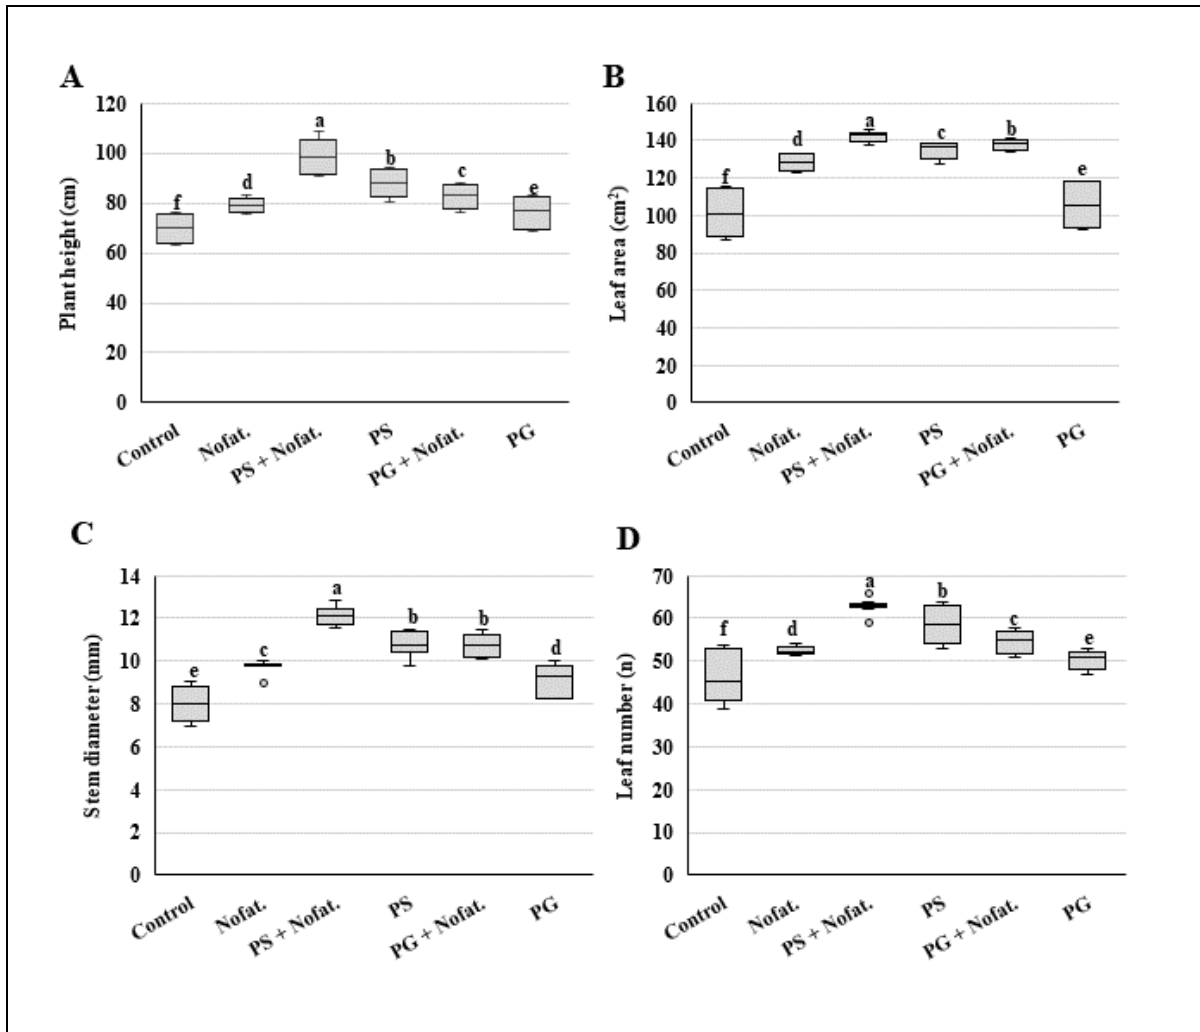 A
Plant height (cm)
120
100
80
60
40
20
0
f
d
a
b
c
e
Control
Nofat.
PS + Nofat.
PS
PG + Nofat.
PG
B
Leaf area (cm²)
160
140
120
100
80
60
40
20
0
f
d
a
c
b
e
Control
Nofat.
PS + Nofat.
PS
PG + Nofat.
PG
C
Stem diameter (mm)
14
12
10
8
6
4
2
0
e
c
a
b
b
d
Control
Nofat.
PS + Nofat.
PS
PG + Nofat.
PG
D
Leaf number (n)
70
60
50
40
30
20
10
0
f
d
a
b
c
e
Control
Nofat.
PS + Nofat.
PS
PG + Nofat.
PG